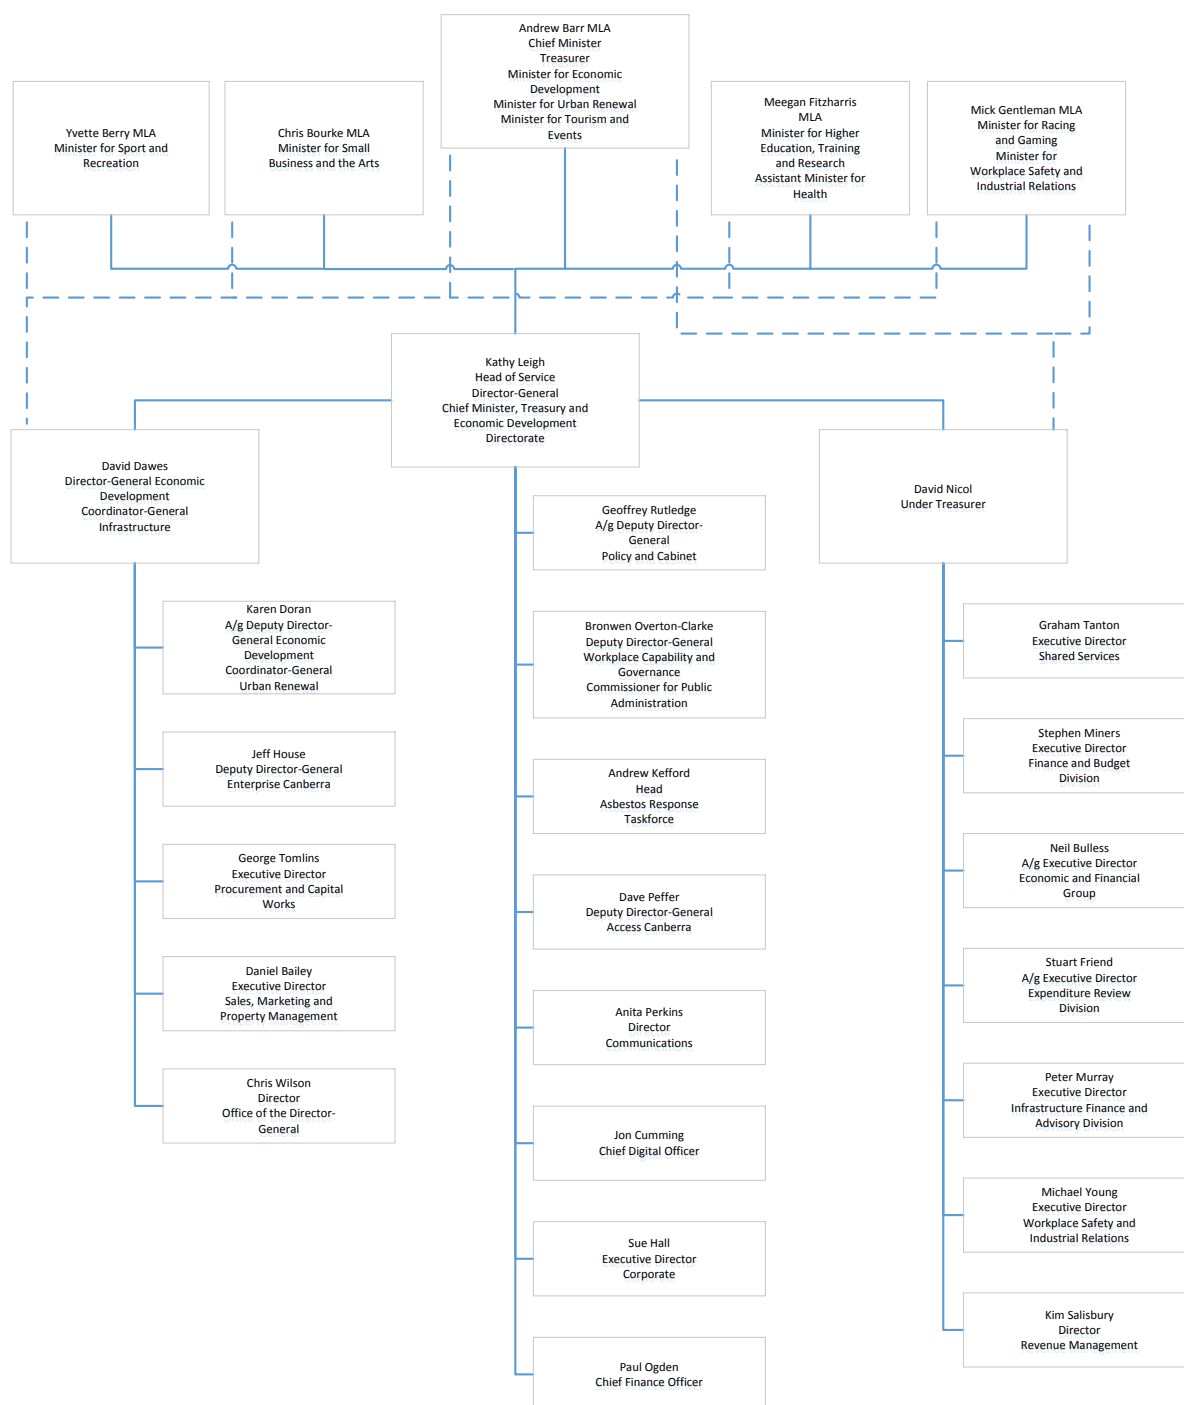 Andrew Barr MLA
Chief Minister
Treasurer
Minister for Economic
Development
Minister for Urban Renewal
Minister for Tourism and
Events
Yvette Berry MLA
Minister for Sport and
Recreation
Chris Bourke MLA
Minister for Small
Business and the Arts
Meegan Fitzharris
MLA
Minister for Higher
Education, Training
and Research
Assistant Minister for
Health
Mick Gentleman MLA
Minister for Racing
and Gaming
Minister for
Workplace Safety and
Industrial Relations
Kathy Leigh
Head of Service
Director-General
Chief Minister, Treasury and
Economic Development
Directorate
David Dawes
Director-General Economic
Development
Coordinator-General
Infrastructure
David Nicol
Under Treasurer
Karen Doran
A/g Deputy Director-
General Economic
Development
Coordinator-General
Urban Renewal
Jeff House
Deputy Director-General
Enterprise Canberra
George Tomlins
Executive Director
Procurement and Capital
Works
Daniel Bailey
Executive Director
Sales, Marketing and
Property Management
Chris Wilson
Director
Office of the Director-
General
Geoffrey Rutledge
A/g Deputy Director-
General
Policy and Cabinet
Bronwen Overton-Clarke
Deputy Director-General
Workplace Capability and
Governance
Commissioner for Public
Administration
Andrew Kefford
Head
Asbestos Response
Taskforce
Dave Peffer
Deputy Director-General
Access Canberra
Anita Perkins
Director
Communications
Jon Cumming
Chief Digital Officer
Sue Hall
Executive Director
Corporate
Paul Ogden
Chief Finance Officer
Graham Tanton
Executive Director
Shared Services
Stephen Miners
Executive Director
Finance and Budget
Division
Neil Bulless
A/g Executive Director
Economic and Financial
Group
Stuart Friend
A/g Executive Director
Expenditure Review
Division
Peter Murray
Executive Director
Infrastructure Finance and
Advisory Division
Michael Young
Executive Director
Workplace Safety and
Industrial Relations
Kim Salisbury
Director
Revenue Management